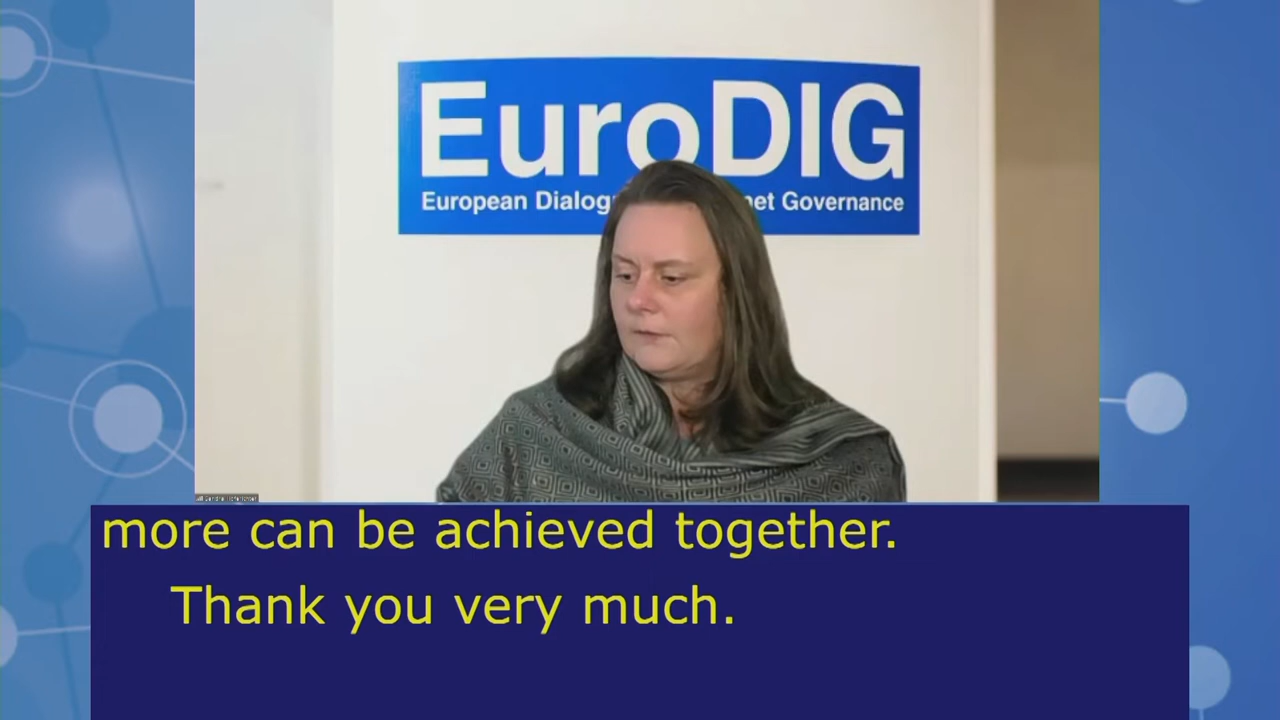 EuroDIG
European Dialog net Governance
more can be achieved together.
Thank you very much.